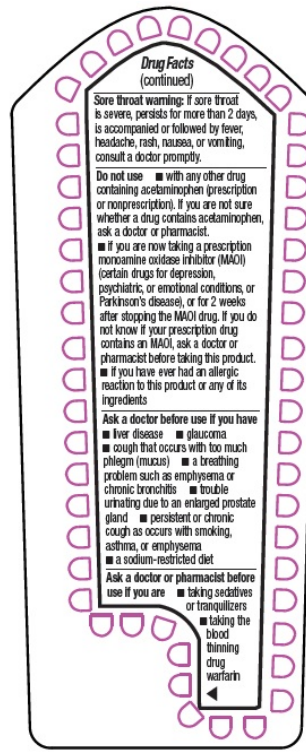 Drug Facts
(continued)
Sore throat warning: If sore throat
is severe, persists for more than 2 days,
is accompanied or followed by fever,
headache, rash, nausea, or vomiting,
consult a doctor promptly.
Do not use ■ with any other drug
containing acetaminophen (prescription
or nonprescription). If you are not sure
whether a drug contains acetaminophen,
ask a doctor or pharmacist.
■ if you are now taking a prescription
monoamine oxidase inhibitor (MAOI)
(certain drugs for depression,
psychiatric, or emotional conditions, or
Parkinson's disease), or for 2 weeks
after stopping the MAOI drug. If you do
not know if your prescription drug
contains an MAOI, ask a doctor or
pharmacist before taking this product.
■ if you have ever had an allergic
reaction to this product or any of its
ingredients
Ask a doctor before use if you have
■ liver disease ■ glaucoma
■ cough that occurs with too much
phlegm (mucus) ■ a breathing
problem such as emphysema or
chronic bronchitis ■ trouble
urinating due to an enlarged prostate
gland ■ persistent or chronic
cough as occurs with smoking,
asthma, or emphysema
■ a sodium-restricted diet
Ask a doctor or pharmacist before
use if you are ■ taking sedatives
or tranquilizers
■ taking the
blood
thinning
drug
warfarin